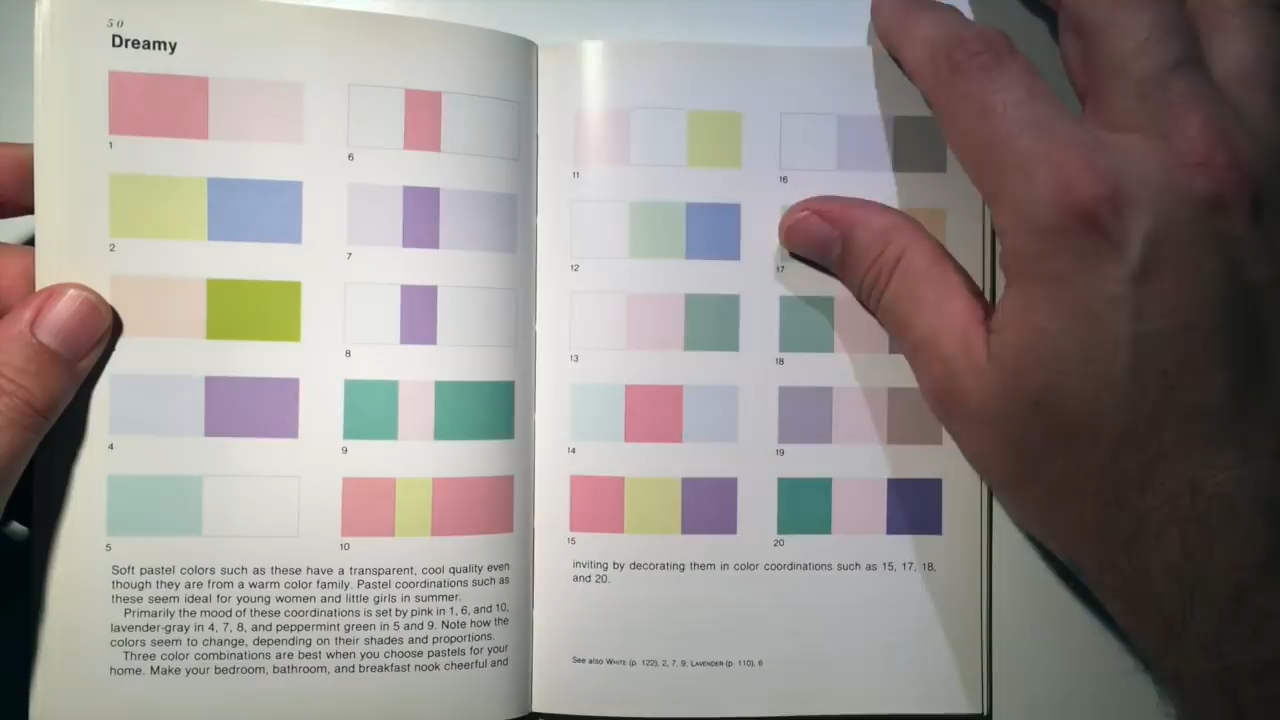 50
Dreamy
1
2
4
5
6
7
8
9
10
Soft pastel colors such as these have a transparent, cool quality even
though they are from a warm color family. Pastel coordinations such as
these seem ideal for young women and little girls in summer.
Primarily the mood of these coordinations is set by pink in 1, 6, and 10,
lavender-gray in 4, 7, 8, and peppermint green in 5 and 9. Note how the
colors seem to change, depending on their shades and proportions.
Three color combinations are best when you choose pastels for your
home. Make your bedroom, bathroom, and breakfast nook cheerful and
11
12
13
14
15
16
17
18
19
20
inviting by decorating them in color coordinations such as 15, 17, 18,
and 20.
See also WHITE (p. 122), 2, 7, 9; LAVENDER (p. 110), 6